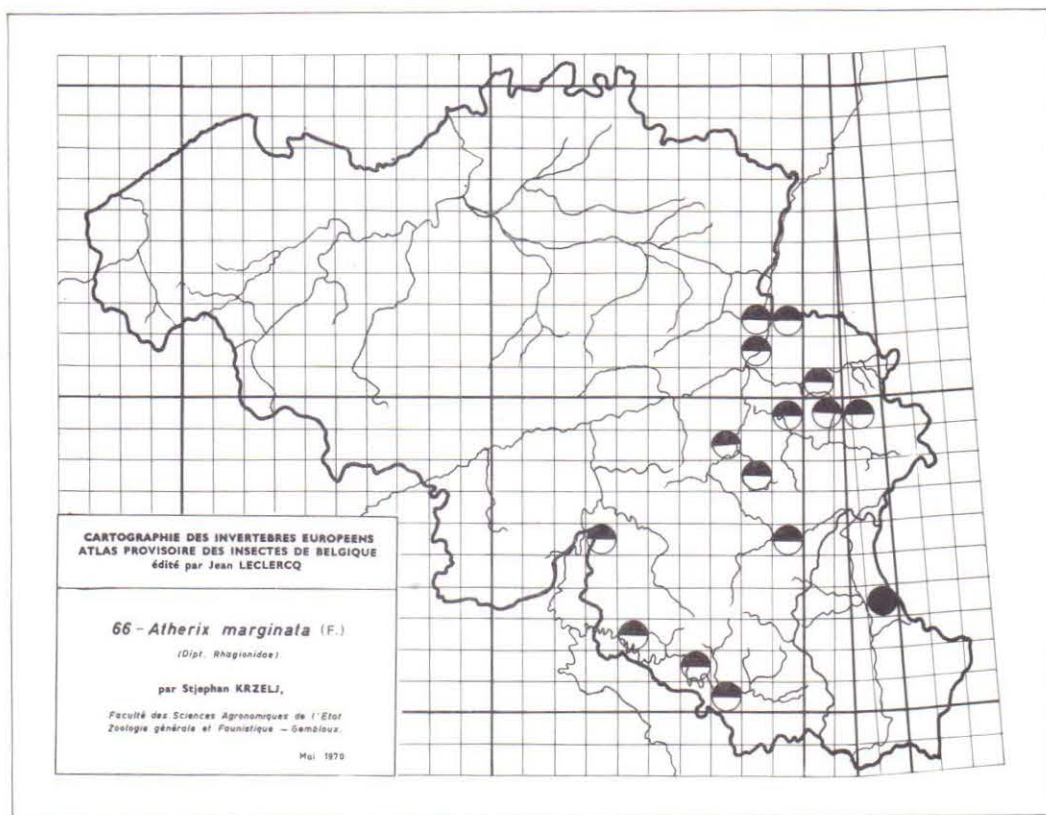 CARTOGRAPHIE DES INVERTEBRES EUROPEENS
ATLAS PROVISOIRE DES INSECTES DE BELGIQUE
édité par Jean LECLERCQ
66 - Atherix marginata (F.)
(Dipt. Rhagionidae)
par Stjephan KRZELJ,
Faculté des Sciences Agronomiques de l'Etat
Zoologie générale et Faunistique - Gembloux.
Mai 1970